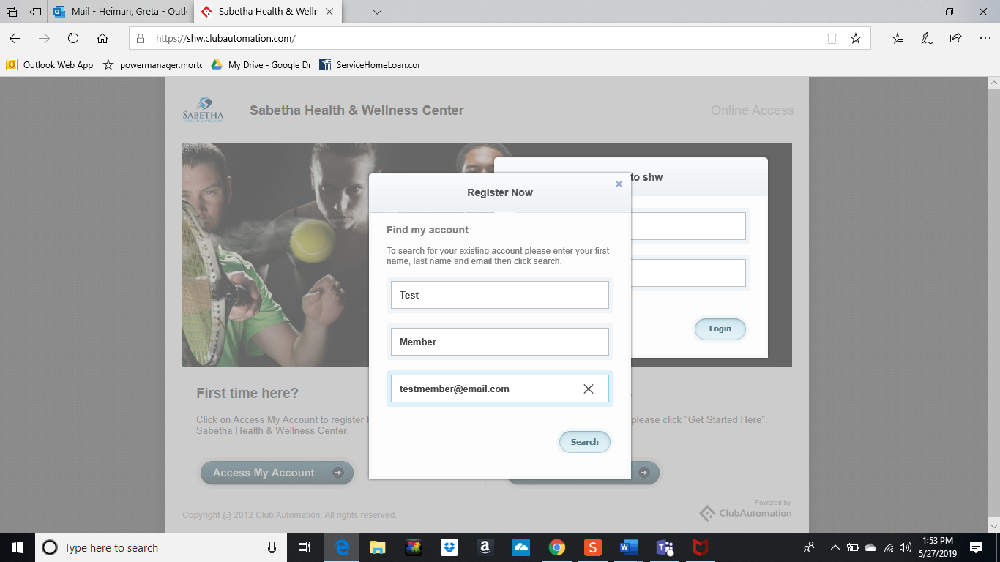 Mail - Heiman, Greta - Outl
Sabetha Health & Welln
https://shw.clubautomation.com/
Outlook Web App
powermanager.mortg
My Drive - Google Dr
ServiceHomeLoan.co
SABETHA
HEALTH & WELLNESS
Sabetha Health & Wellness Center
Online Access
to shw
Register Now
Find my account
To search for your existing account please enter your first
name, last name and email then click search.
Test
Member
testmember@email.com
Login
Search
First time here?
Click on Access My Account to register f
Sabetha Health & Wellness Center.
please click "Get Started Here".
Access My Account
Copyright @ 2012 Club Automation. All rights reserved.
Powered by
ClubAutomation
Type here to search
1:53 PM
5/27/2019